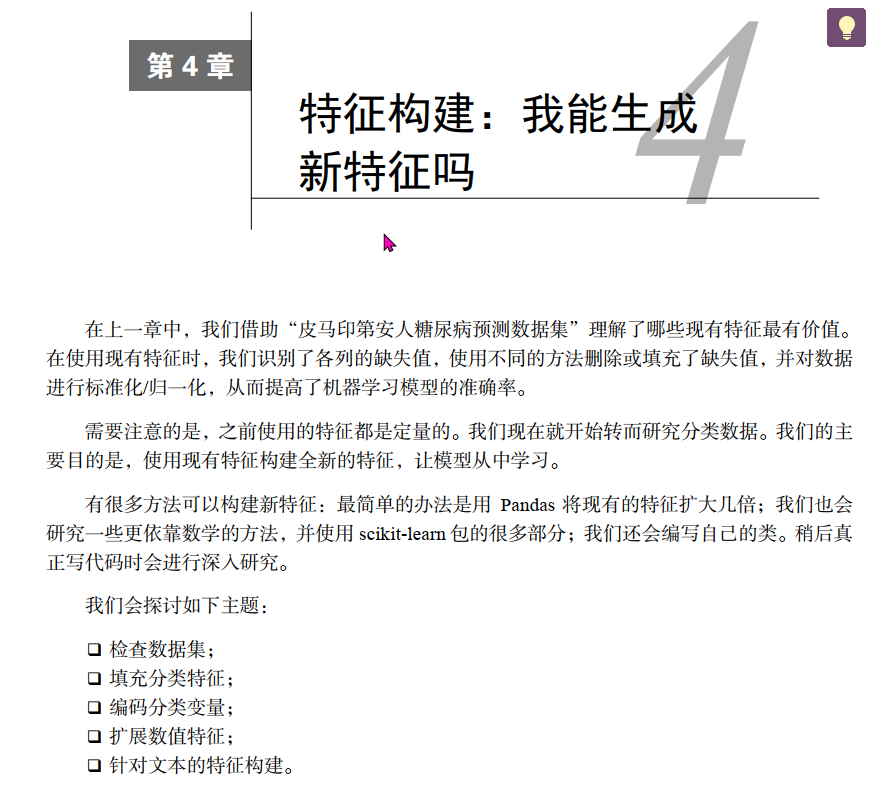 第 4 章
4
特征构建：我能生成
新特征吗
在上一章中，我们借助“皮马印第安人糖尿病预测数据集”理解了哪些现有特征最有价值。
在使用现有特征时，我们识别了各列的缺失值，使用不同的方法删除或填充了缺失值，并对数据
进行标准化/归一化，从而提高了机器学习模型的准确率。
需要注意的是，之前使用的特征都是定量的。我们现在就开始转而研究分类数据。我们的主
要目的是，使用现有特征构建全新的特征，让模型从中学习。
有很多方法可以构建新特征：最简单的办法是用 Pandas 将现有的特征扩大几倍；我们也会
研究一些更依靠数学的方法，并使用 scikit-learn 包的很多部分；我们还会编写自己的类。稍后真
正写代码时会进行深入研究。
我们会探讨如下主题：
❑ 检查数据集；
❑ 填充分类特征；
❑ 编码分类变量；
❑ 扩展数值特征；
❑ 针对文本的特征构建。